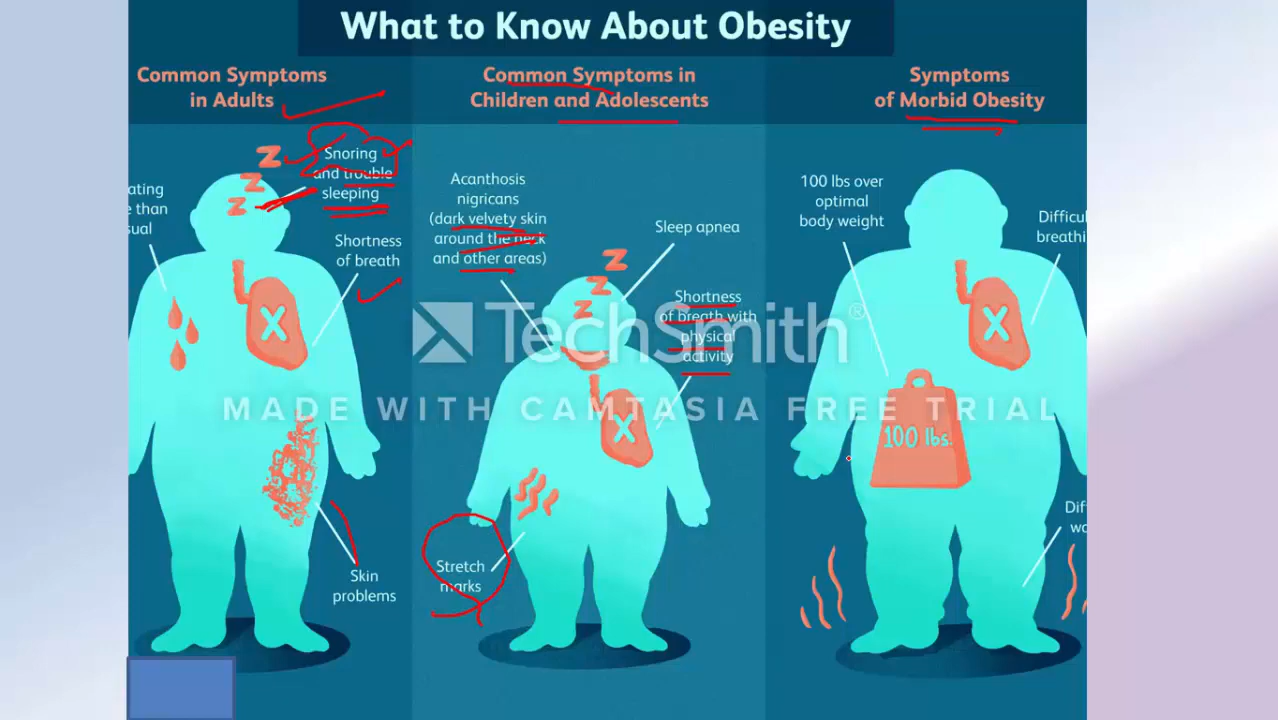 What to Know About Obesity
Common Symptoms
in Adults
Snoring
and trouble
sleeping
Shortness
of breath
Skin
problems
Common Symptoms in
Children and Adolescents
Acanthosis
nigricans
(dark velvety skin
around the neck
and other areas)
Sleep apnea
Shortness
of breath with
physical
activity
Stretch
marks
Symptoms
of Morbid Obesity
100 lbs over
optimal
body weight
100 lbs.
Z
Z
Z
Z
Z
Z
X
X
X
TechSmith®
MADE WITH CAMTASIA FREE TRIAL